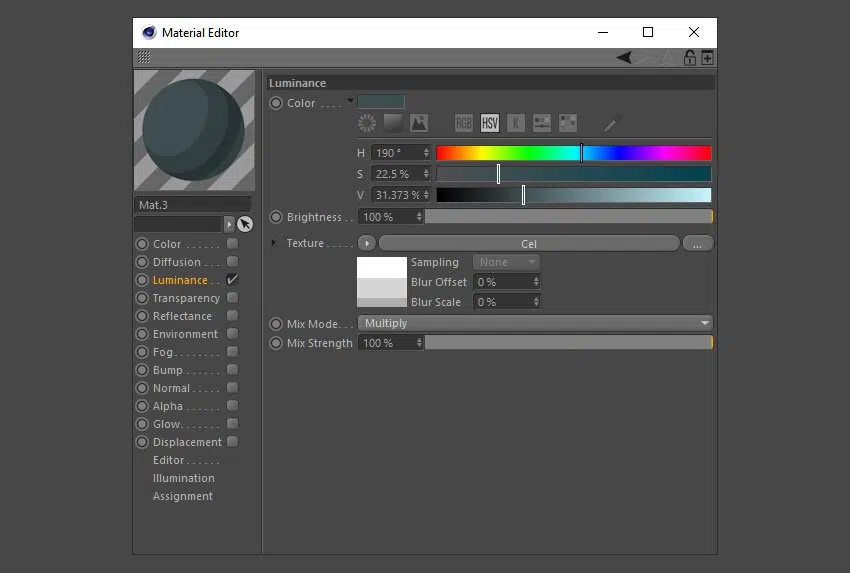 Material Editor
Luminance
Color . . . .
RGB HSV K
H 190 °
S 22.5 %
V 31.373 %
Mat.3
Brightness . . 100 %
Texture . . . . . Cel ...
Sampling None
Blur Offset 0 %
Blur Scale 0 %
Mix Mode. . . Multiply
Mix Strength 100 %
Color . . . . . .
Diffusion . . .
Luminance . .
Transparency
Reflectance
Environment
Fog. . . . . . .
Bump . . . . .
Normal . . . . .
Alpha . . . . . .
Glow. . . . . . .
Displacement
Editor . . . . . .
Illumination
Assignment